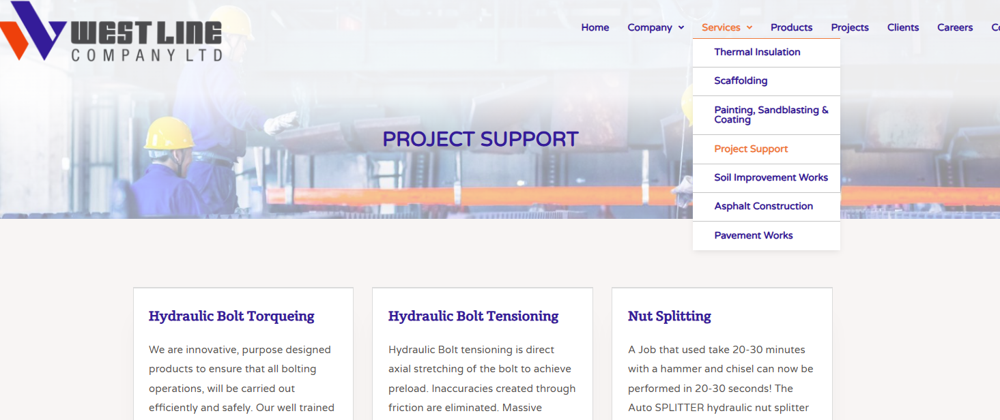 WEST LINE
COMPANY LTD
Home Company Services Products Projects Clients Careers
Thermal Insulation
Scaffolding
Painting, Sandblasting &
Coating
Project Support
Soil Improvement Works
Asphalt Construction
Pavement Works
PROJECT SUPPORT
Hydraulic Bolt Torqueing
We are innovative, purpose designed
products to ensure that all bolting
operations, will be carried out
efficiently and safely. Our well trained
Hydraulic Bolt Tensioning
Hydraulic Bolt tensioning is direct
axial stretching of the bolt to achieve
preload. Inaccuracies created through
friction are eliminated. Massive
Nut Splitting
A Job that used take 20-30 minutes
with a hammer and chisel can now be
performed in 20-30 seconds! The
Auto SPLITTER hydraulic nut splitter